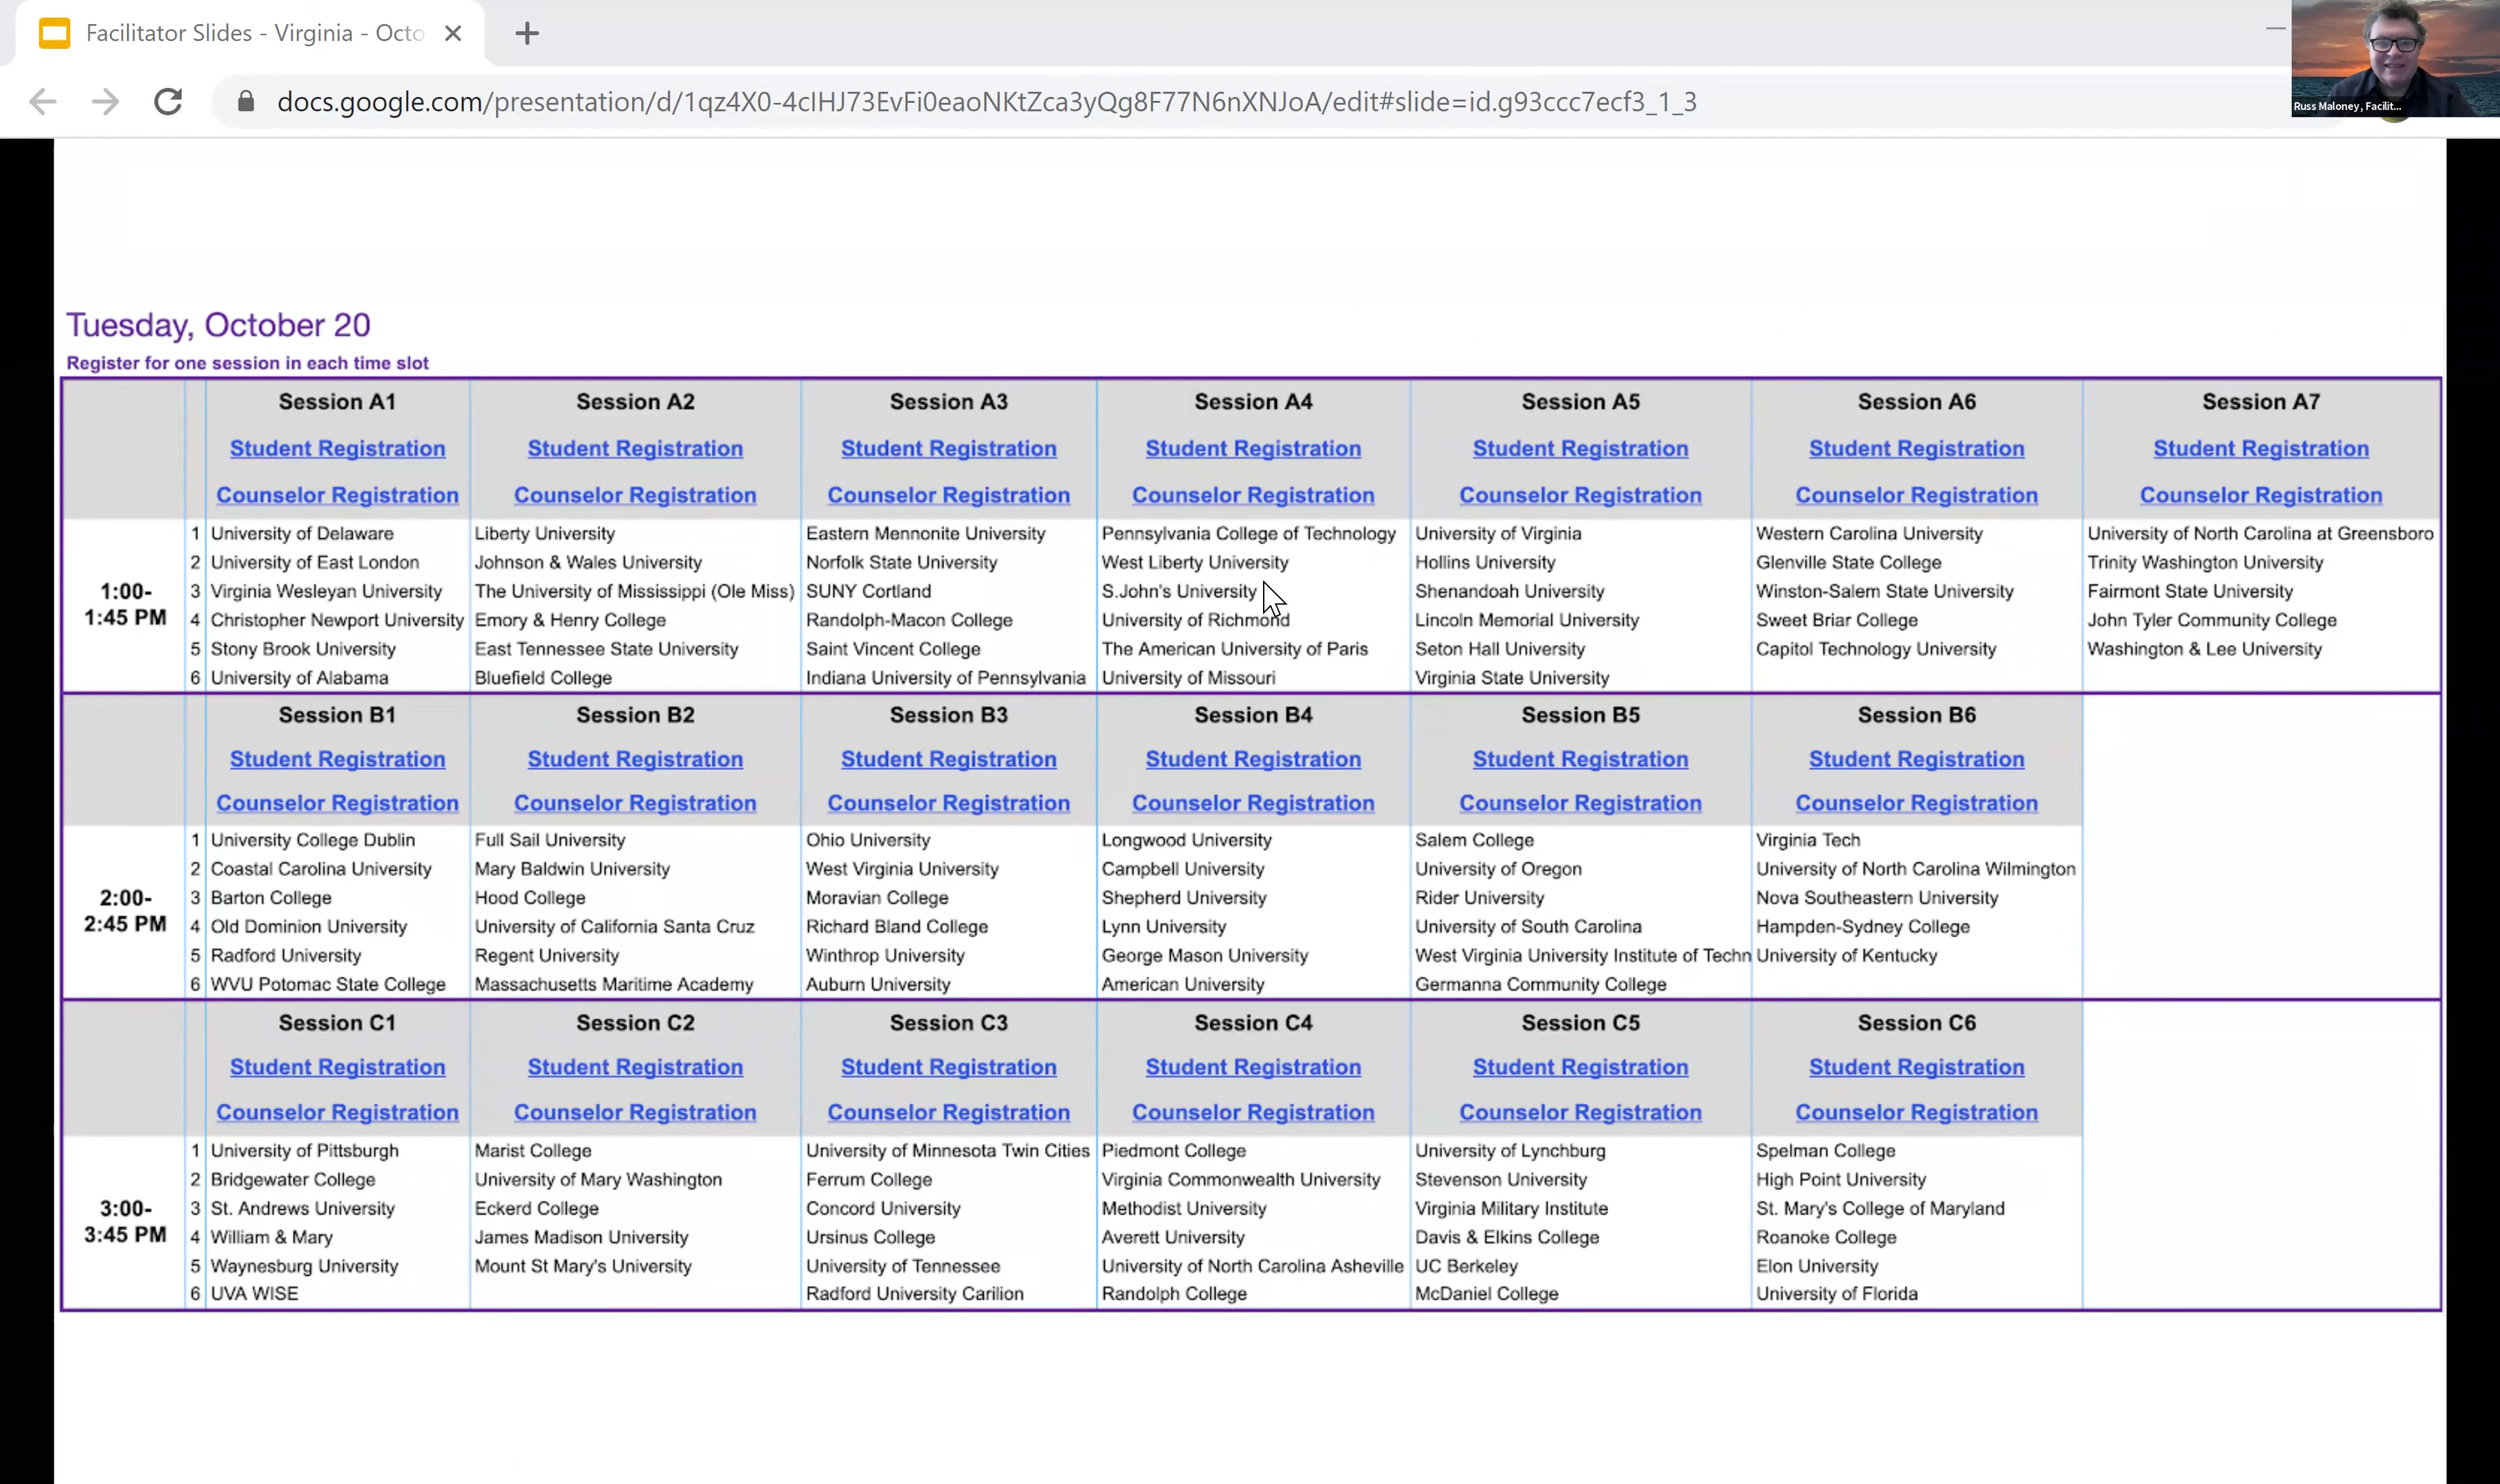 Facilitator Slides - Virginia - Octo
docs.google.com/presentation/d/1qz4X0-4cIHJ73EvFi0eaoNKtZca3yQg8F77N6nXNJoA/edit#slide=id.g93ccc7ecf3_1_3
Russ Maloney, Facilit...
Tuesday, October 20
Register for one session in each time slot
Session A1 Session A2 Session A3 Session A4 Session A5 Session A6 Session A7
Student Registration Student Registration Student Registration Student Registration Student Registration Student Registration Student Registration
Counselor Registration Counselor Registration Counselor Registration Counselor Registration Counselor Registration Counselor Registration Counselor Registration
1:00-
1:45 PM
1 University of Delaware Liberty University Eastern Mennonite University Pennsylvania College of Technology University of Virginia Western Carolina University University of North Carolina at Greensboro
2 University of East London Johnson & Wales University Norfolk State University West Liberty University Hollins University Glenville State College Trinity Washington University
3 Virginia Wesleyan University The University of Mississippi (Ole Miss) SUNY Cortland S.John's University Shenandoah University Winston-Salem State University Fairmont State University
4 Christopher Newport University Emory & Henry College Randolph-Macon College University of Richmond Lincoln Memorial University Sweet Briar College John Tyler Community College
5 Stony Brook University East Tennessee State University Saint Vincent College The American University of Paris Seton Hall University Capitol Technology University Washington & Lee University
6 University of Alabama Bluefield College Indiana University of Pennsylvania University of Missouri Virginia State University
Session B1 Session B2 Session B3 Session B4 Session B5 Session B6
Student Registration Student Registration Student Registration Student Registration Student Registration Student Registration
Counselor Registration Counselor Registration Counselor Registration Counselor Registration Counselor Registration Counselor Registration
2:00-
2:45 PM
1 University College Dublin Full Sail University Ohio University Longwood University Salem College Virginia Tech
2 Coastal Carolina University Mary Baldwin University West Virginia University Campbell University University of Oregon University of North Carolina Wilmington
3 Barton College Hood College Moravian College Shepherd University Rider University Nova Southeastern University
4 Old Dominion University University of California Santa Cruz Richard Bland College Lynn University University of South Carolina Hampden-Sydney College
5 Radford University Regent University Winthrop University George Mason University West Virginia University Institute of Techn University of Kentucky
6 WVU Potomac State College Massachusetts Maritime Academy Auburn University American University Germanna Community College
Session C1 Session C2 Session C3 Session C4 Session C5 Session C6
Student Registration Student Registration Student Registration Student Registration Student Registration Student Registration
Counselor Registration Counselor Registration Counselor Registration Counselor Registration Counselor Registration Counselor Registration
3:00-
3:45 PM
1 University of Pittsburgh Marist College University of Minnesota Twin Cities Piedmont College University of Lynchburg Spelman College
2 Bridgewater College University of Mary Washington Ferrum College Virginia Commonwealth University Stevenson University High Point University
3 St. Andrews University Eckerd College Concord University Methodist University Virginia Military Institute St. Mary's College of Maryland
4 William & Mary James Madison University Ursinus College Averett University Davis & Elkins College Roanoke College
5 Waynesburg University Mount St Mary's University University of Tennessee University of North Carolina Asheville UC Berkeley Elon University
6 UVA WISE Radford University Carilion Randolph College McDaniel College University of Florida